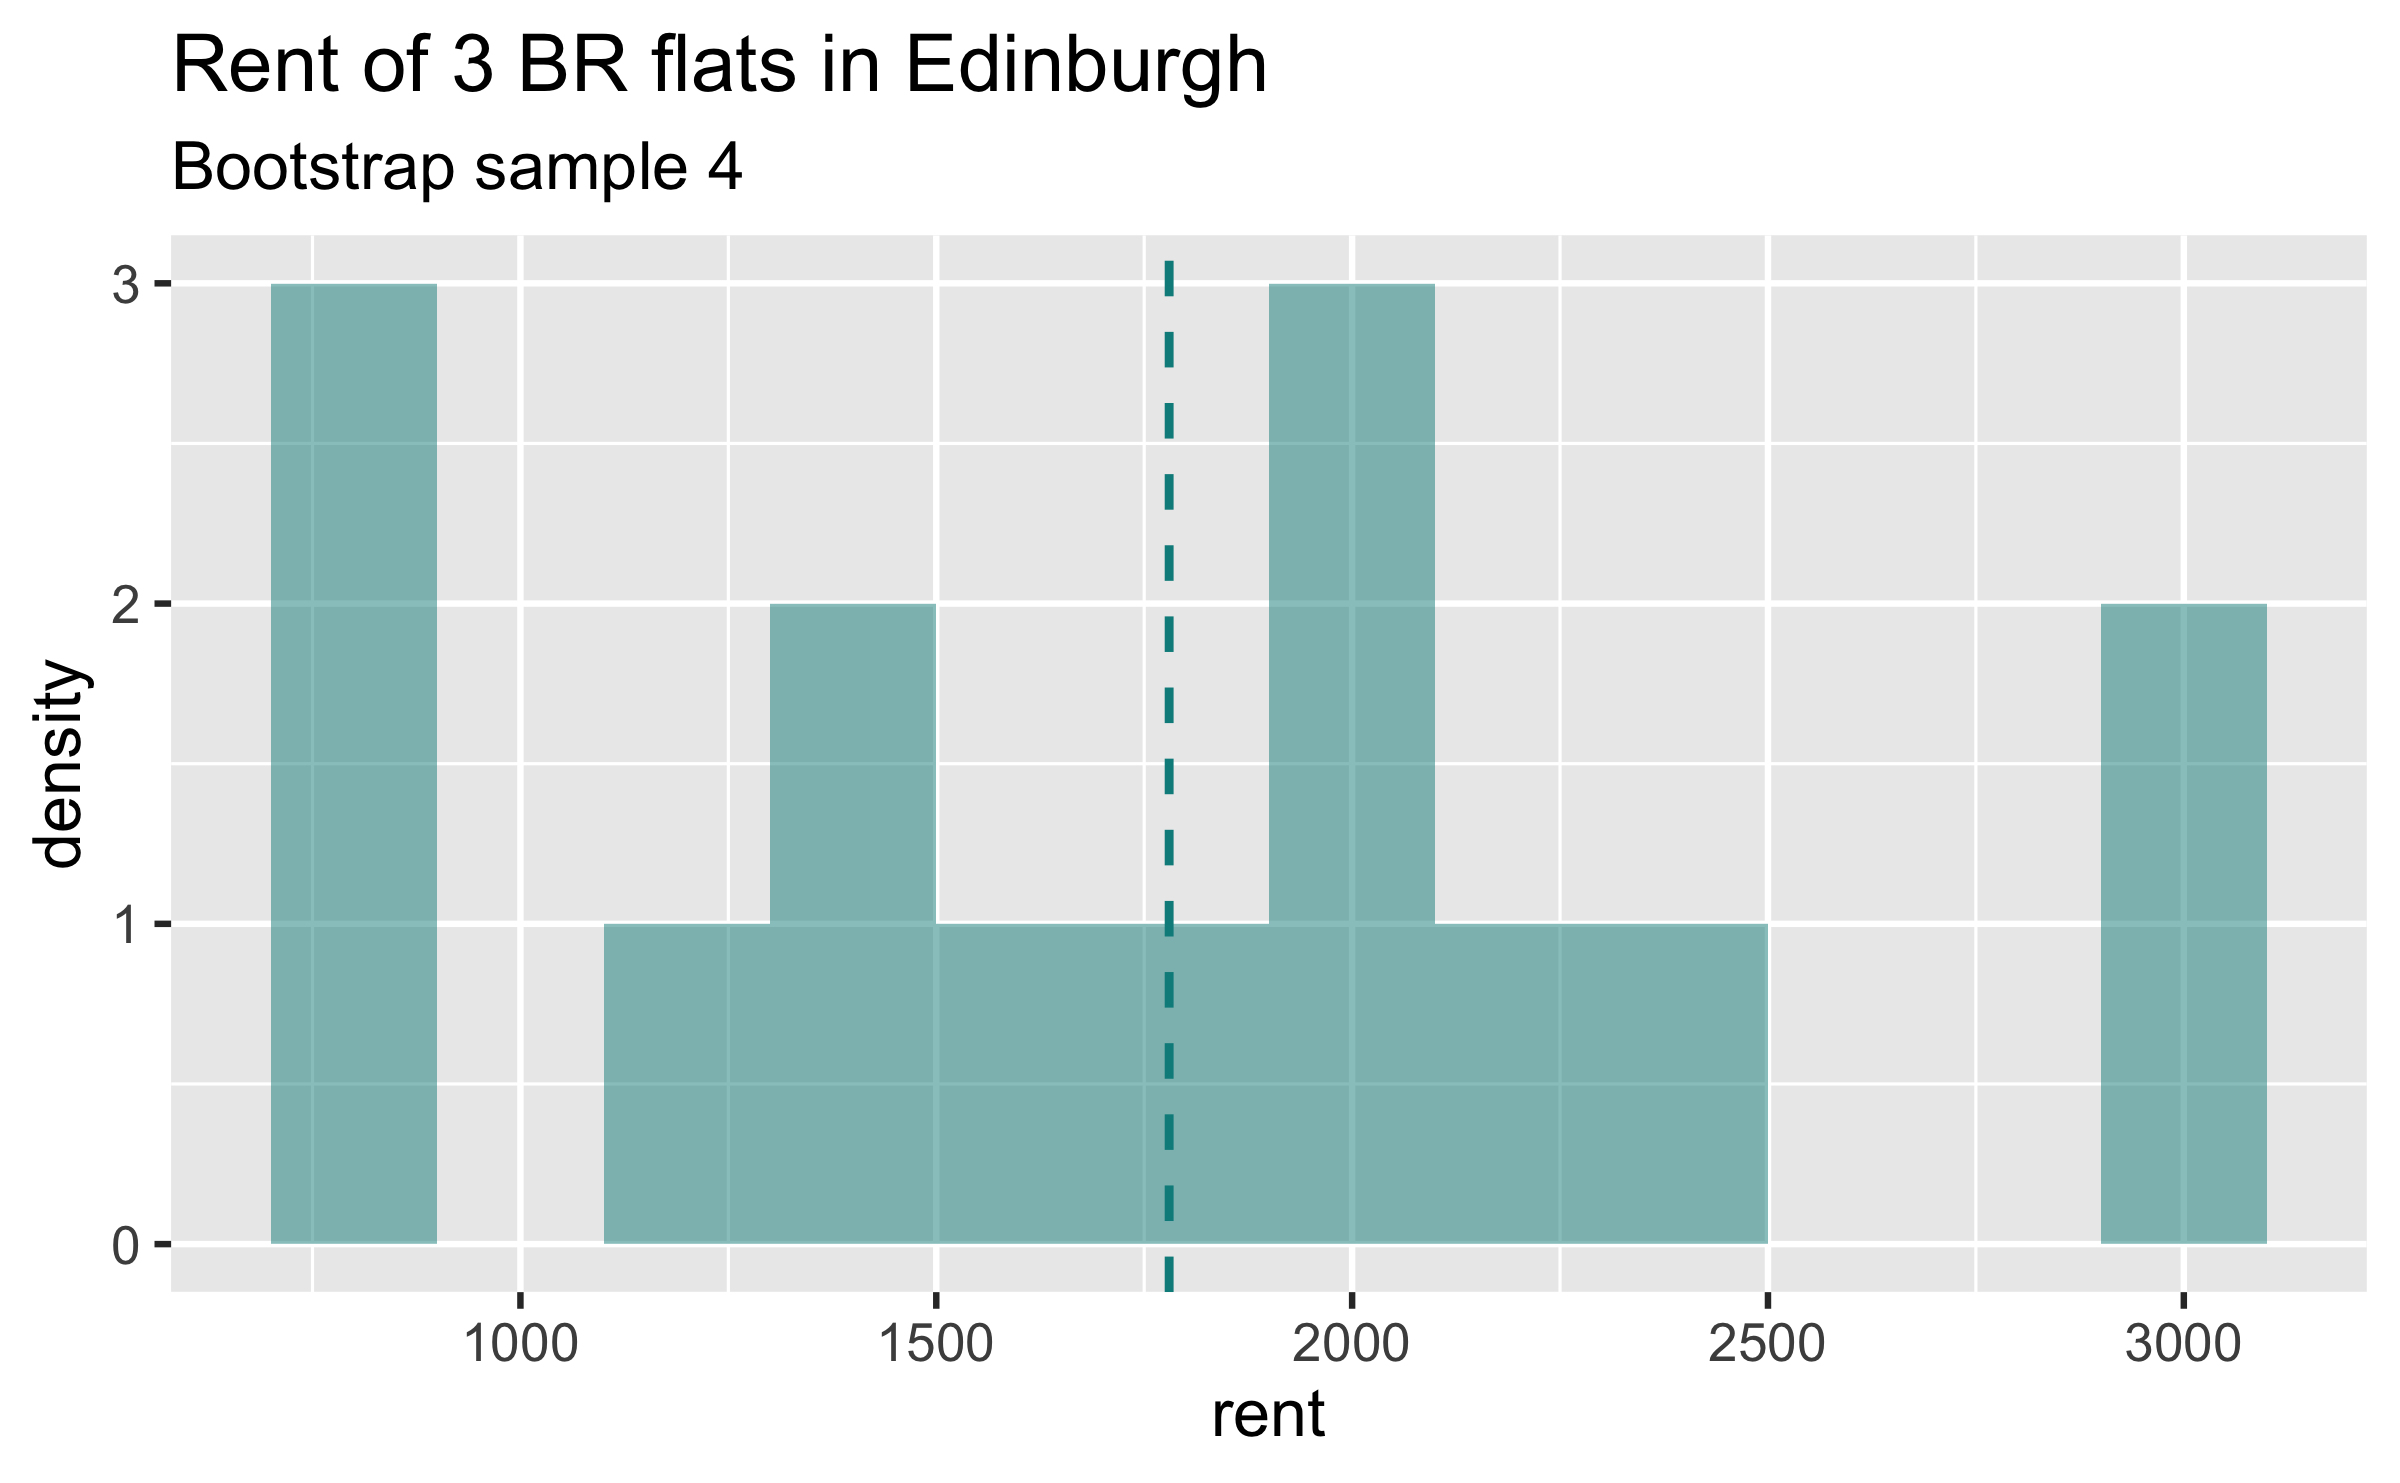 Rent of 3 BR flats in Edinburgh
Bootstrap sample 4
3
2
1
0
density
1000 1500 2000 2500 3000
rent